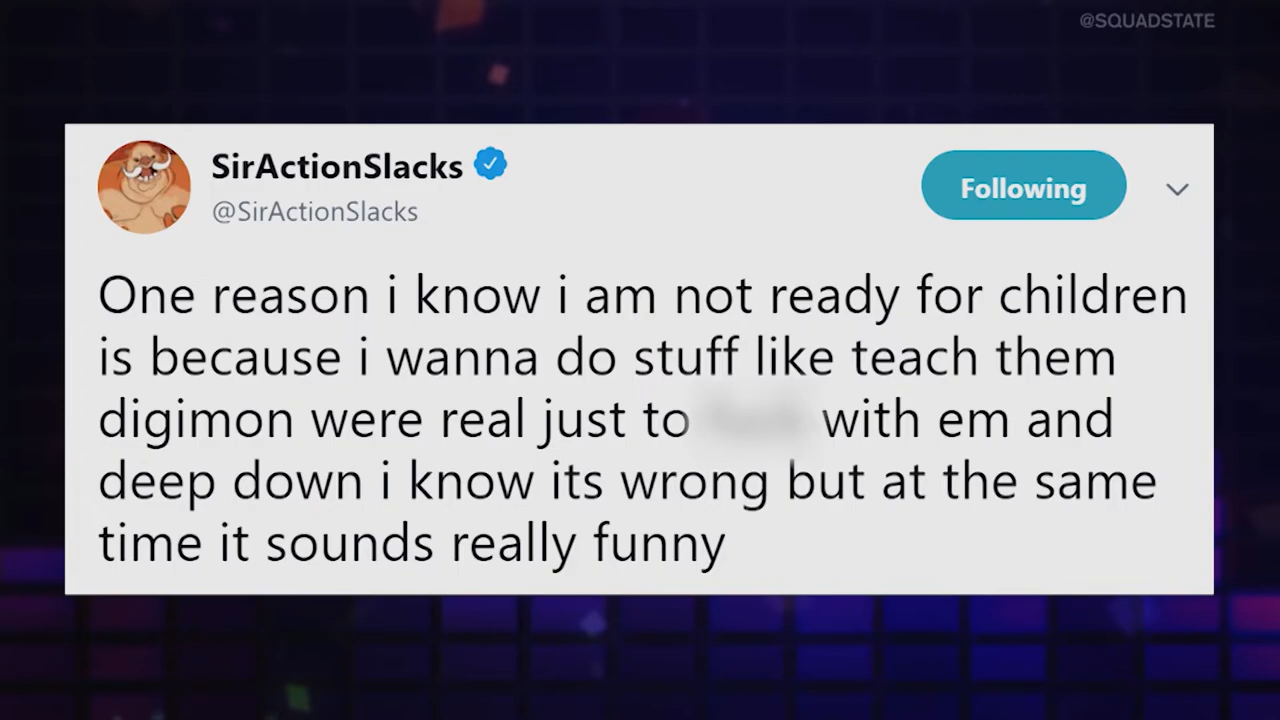 @SQUADSTATE
SirActionSlacks
@SirActionSlacks
Following
One reason i know i am not ready for children
is because i wanna do stuff like teach them
digimon were real just to with em and
deep down i know its wrong but at the same
time it sounds really funny